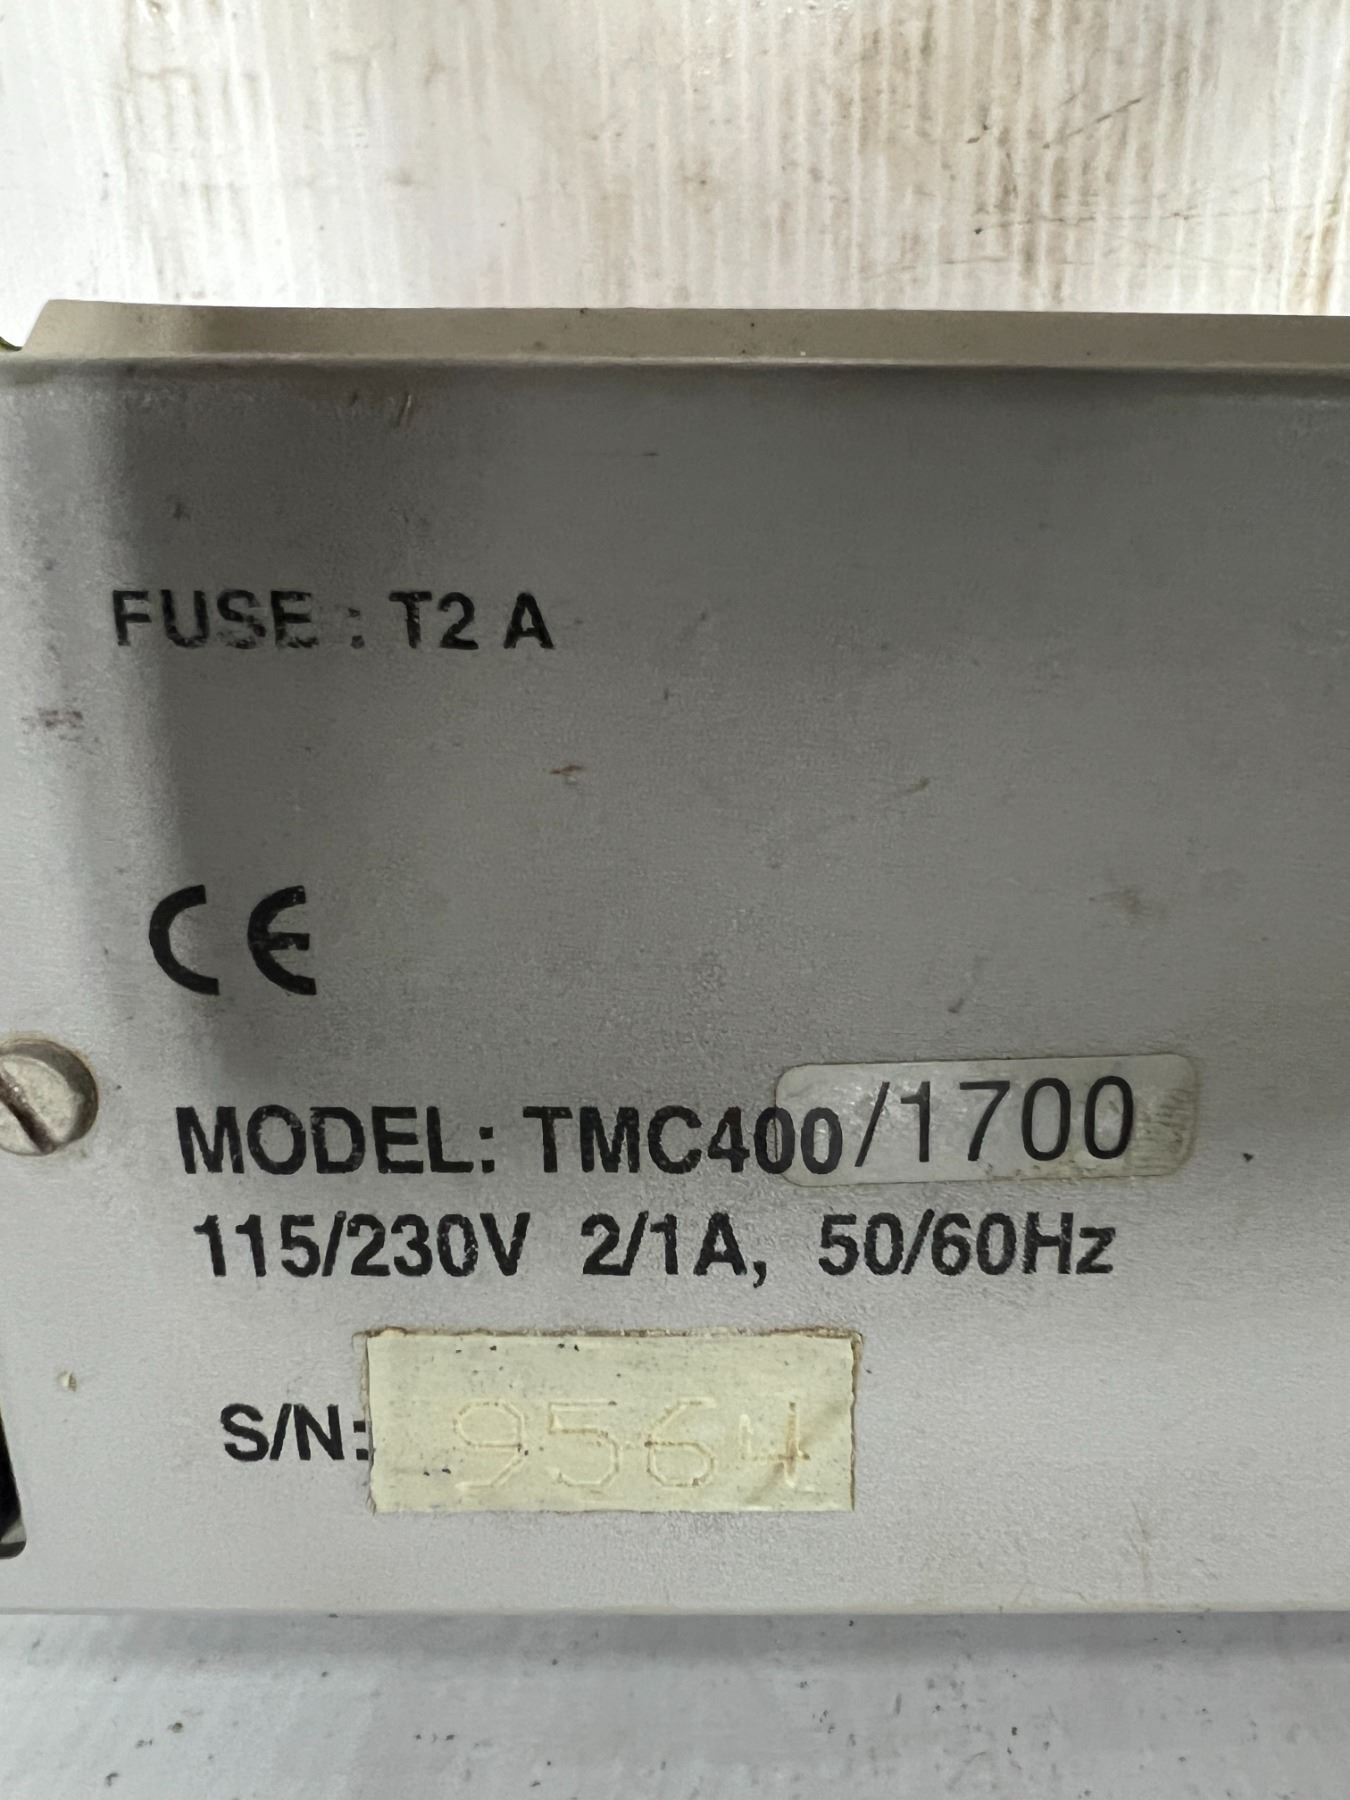 FUSE : T2 A
CE
MODEL: TMC400/1700
115/230V 2/1A, 50/60Hz
S/N: 9564